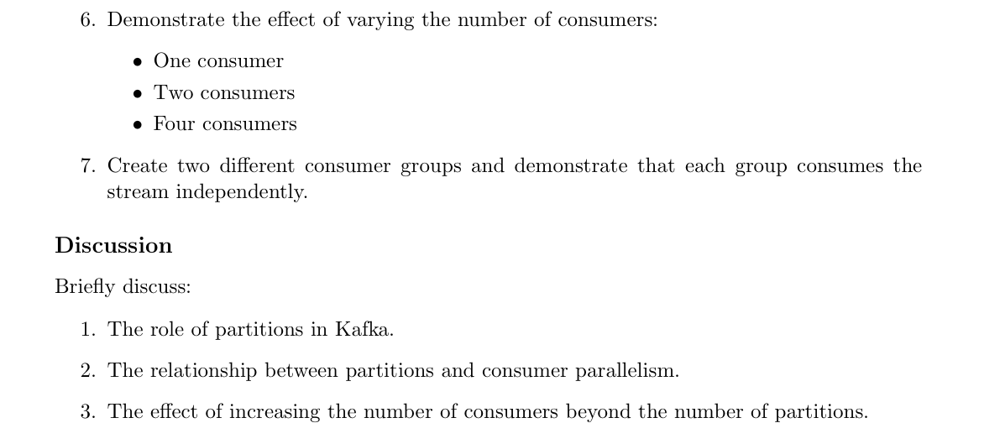 6. Demonstrate the effect of varying the number of consumers:
• One consumer
• Two consumers
• Four consumers
7. Create two different consumer groups and demonstrate that each group consumes the
stream independently.
Discussion
Briefly discuss:
1. The role of partitions in Kafka.
2. The relationship between partitions and consumer parallelism.
3. The effect of increasing the number of consumers beyond the number of partitions.